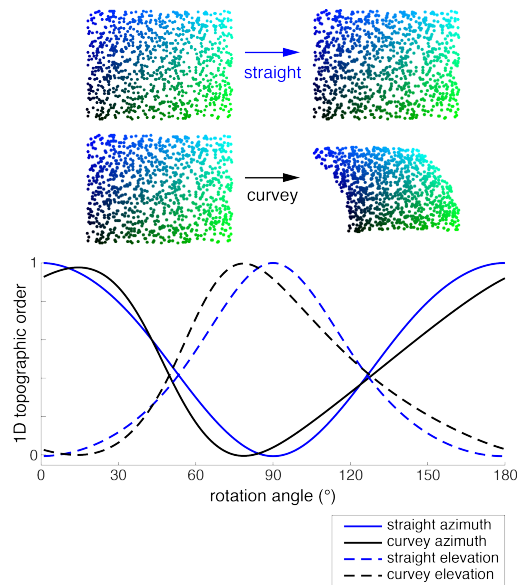 straight
curvey
1D topographic order
1
0
1
30
60
90
120
150
180
rotation angle (°)
straight azimuth
curvey azimuth
straight elevation
curvey elevation